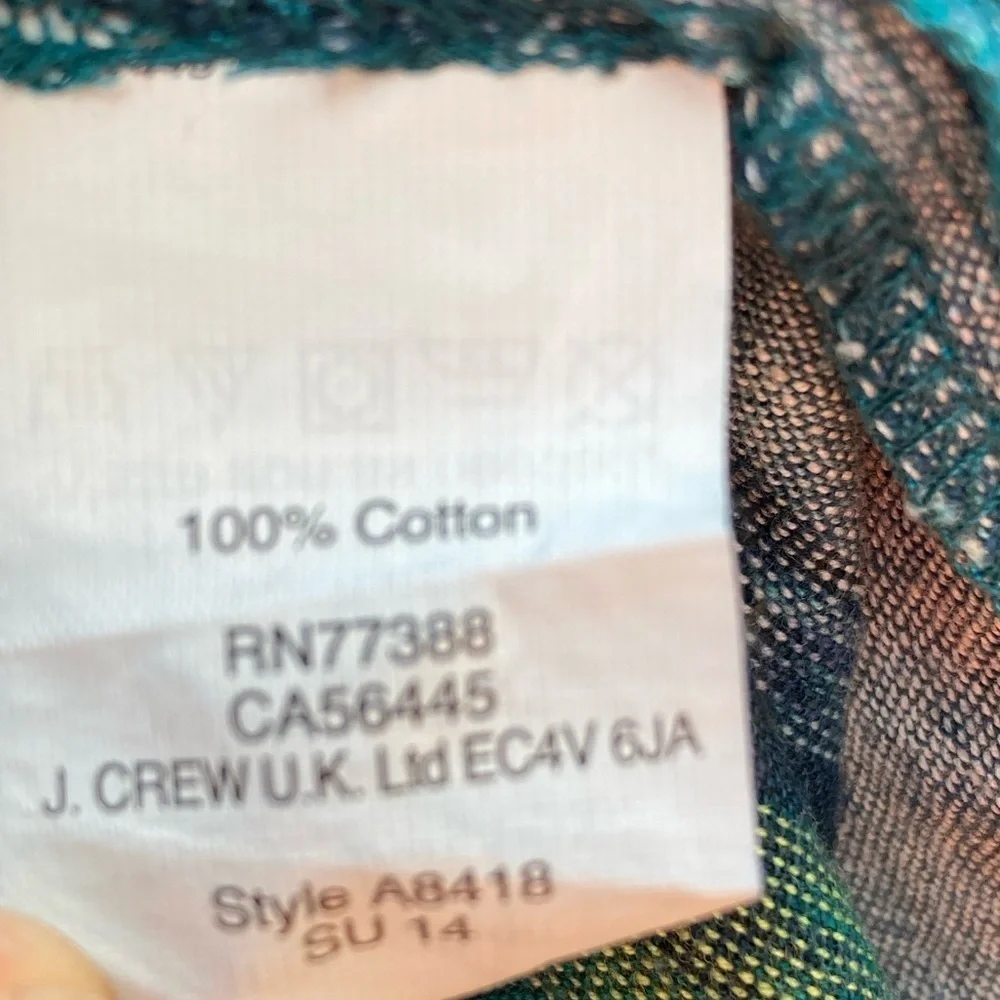 100% Cotton
RN77388
CA56445
J. CREW U.K. Ltd EC4V 6JA
Style A8418
SU 14